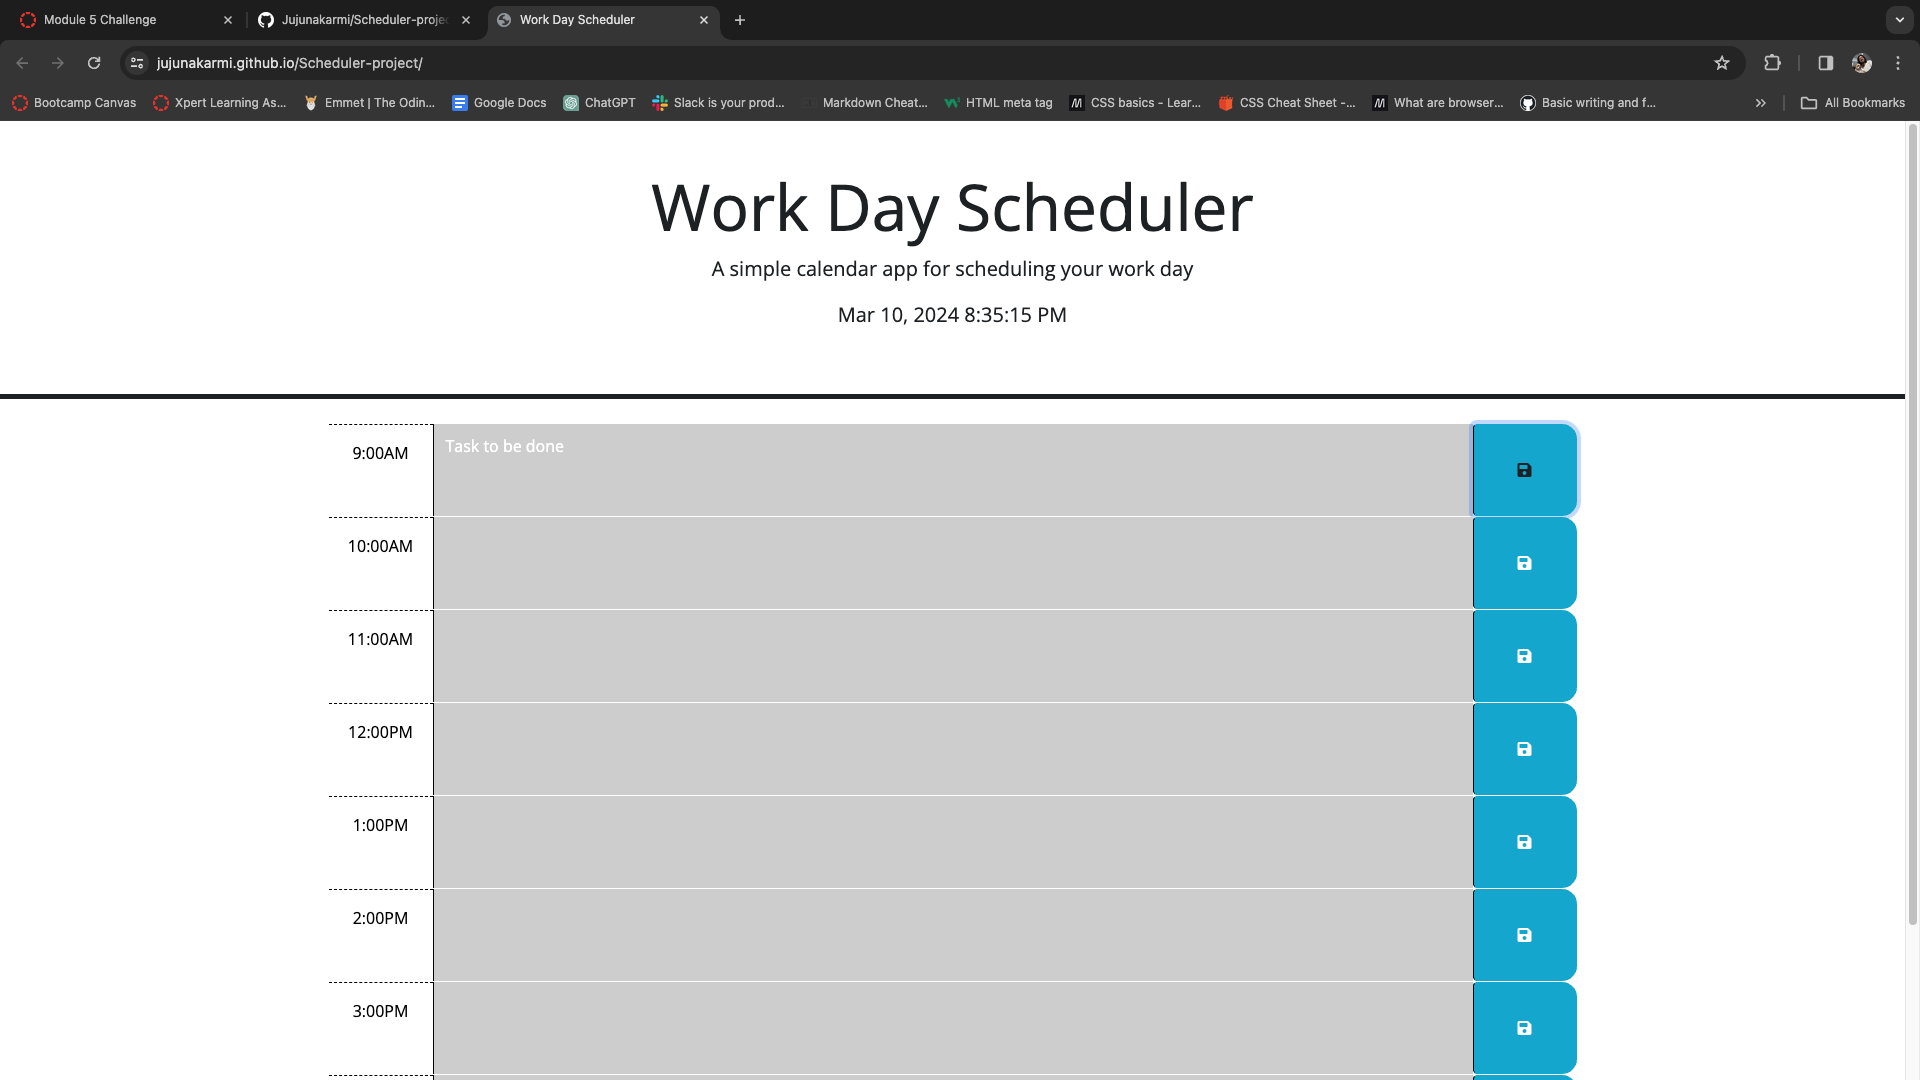 Module 5 Challenge
Jujunakarmi/Scheduler-proje
Work Day Scheduler
jujunakarmi.github.io/Scheduler-project/
Bootcamp Canvas
Xpert Learning As...
Emmet | The Odin...
Google Docs
ChatGPT
Slack is your prod...
Markdown Cheat...
HTML meta tag
CSS basics - Lear...
CSS Cheat Sheet -...
What are browser...
Basic writing and f...
All Bookmarks
Work Day Scheduler
A simple calendar app for scheduling your work day
Mar 10, 2024 8:35:15 PM
9:00AM
Task to be done
10:00AM
11:00AM
12:00PM
1:00PM
2:00PM
3:00PM